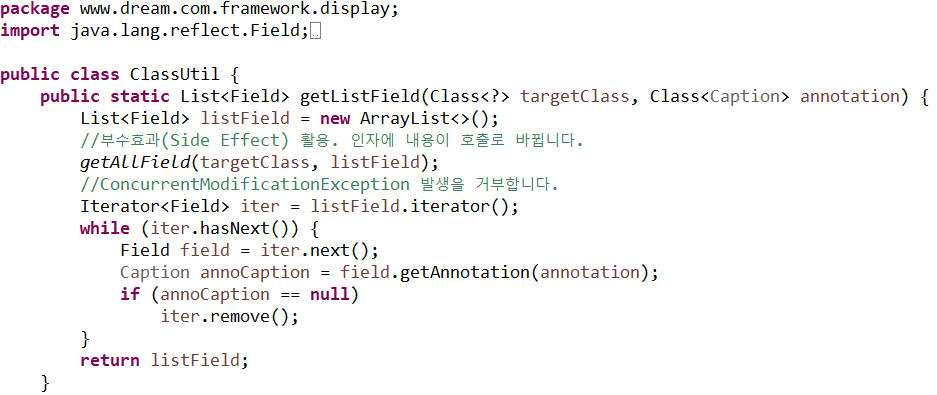 package www.dream.com.framework.display;
import java.lang.reflect.Field;

public class ClassUtil {
    public static List<Field> getListField(Class<?> targetClass, Class<Caption> annotation) {
        List<Field> listField = new ArrayList<>();
        //부수효과(Side Effect) 활용. 인자에 내용이 호출로 바뀝니다.
        getAllField(targetClass, listField);
        //ConcurrentModificationException 발생을 거부합니다.
        Iterator<Field> iter = listField.iterator();
        while (iter.hasNext()) {
            Field field = iter.next();
            Caption annoCaption = field.getAnnotation(annotation);
            if (annoCaption == null)
                iter.remove();
        }
        return listField;
    }